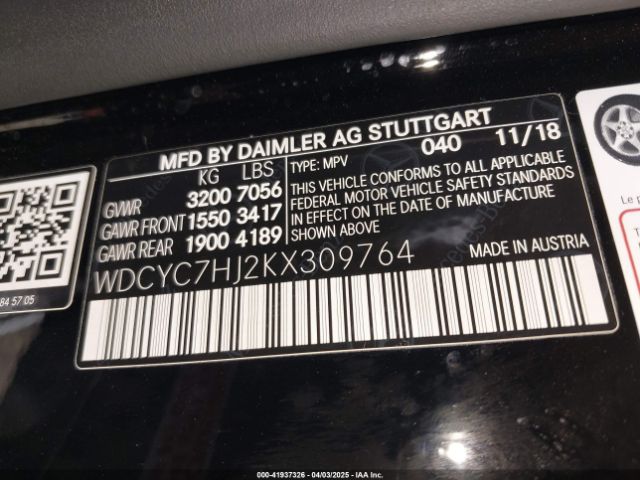 MFD BY DAIMLER AG STUTTGART 040 11/18
KG LBS
GVWR 3200 7056
GAWR FRONT 1550 3417
GAWR REAR 1900 4189
TYPE: MPV
THIS VEHICLE CONFORMS TO ALL APPLICABLE
FEDERAL MOTOR VEHICLE SAFETY STANDARDS
IN EFFECT ON THE DATE OF MANUFACTURE
SHOWN ABOVE
WDCYC7HJ2KX309764
MADE IN AUSTRIA
84 57 05
Le p
000-41937326 - 04/03/2025 - IAA Inc.